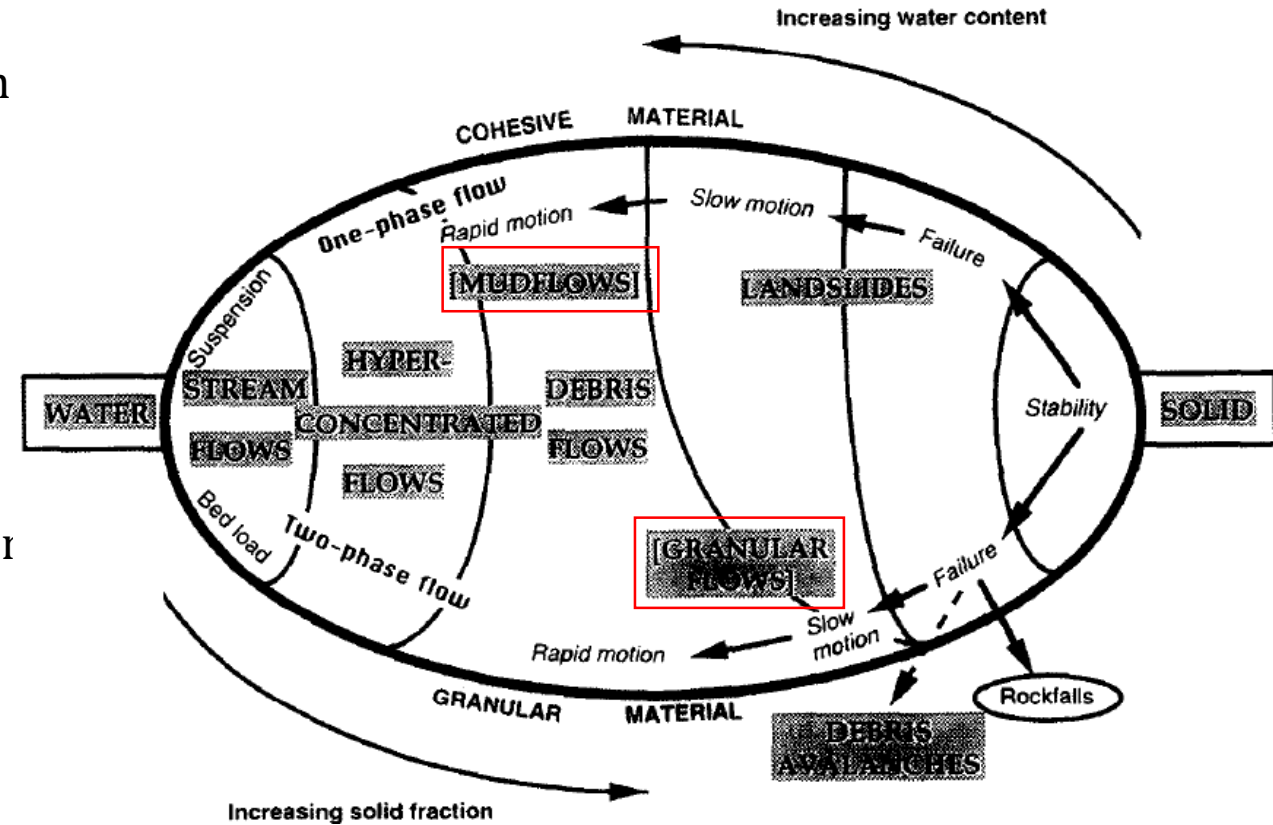 Increasing water content
n
COHESIVE MATERIAL
One-phase flow
Rapid motion
Slow motion
Failure
[MUDFLOWS]
LANDSLIDES
Suspension
HYPER-
CONCENTRATED
FLOWS
STREAM
FLOWS
DEBRIS
FLOWS
WATER
Stability
SOLID
Bed load
Two-phase flow
r
[GRANULAR
FLOWS]
Failure
Slow
motion
Rapid motion
Rockfalls
GRANULAR MATERIAL
DEBRIS
AVALANCHES
Increasing solid fraction